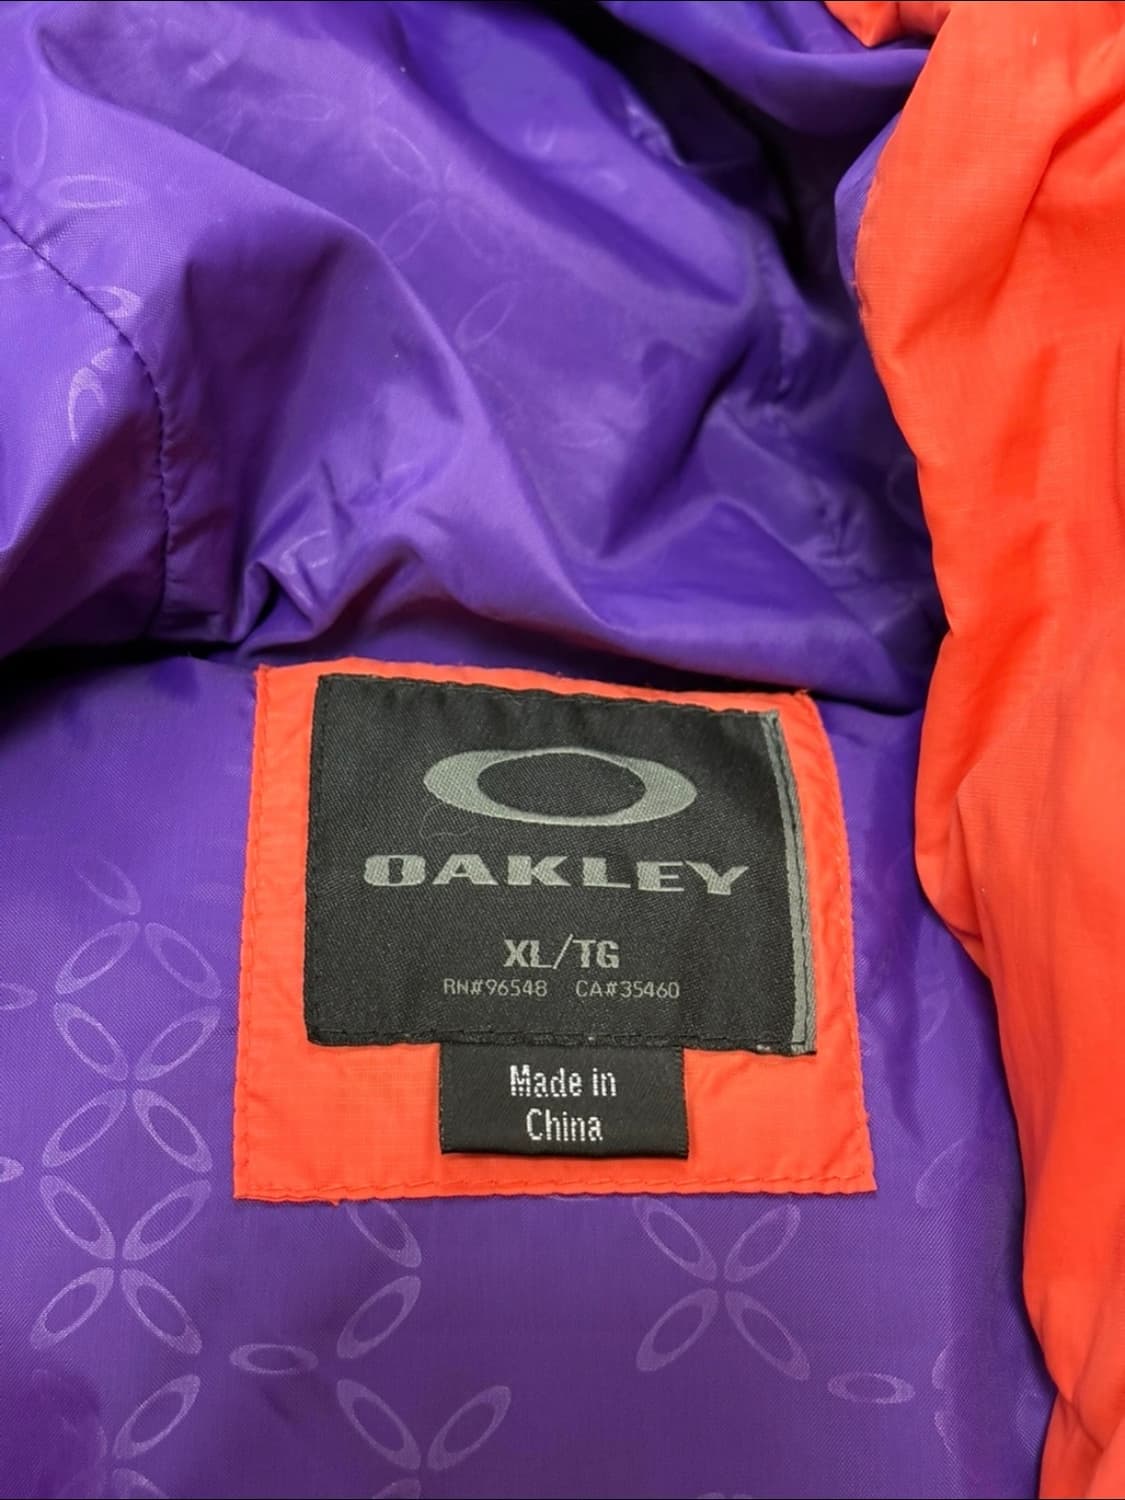 OAKLEY
XL/TG
RN#96548 CA#35460
Made in
China